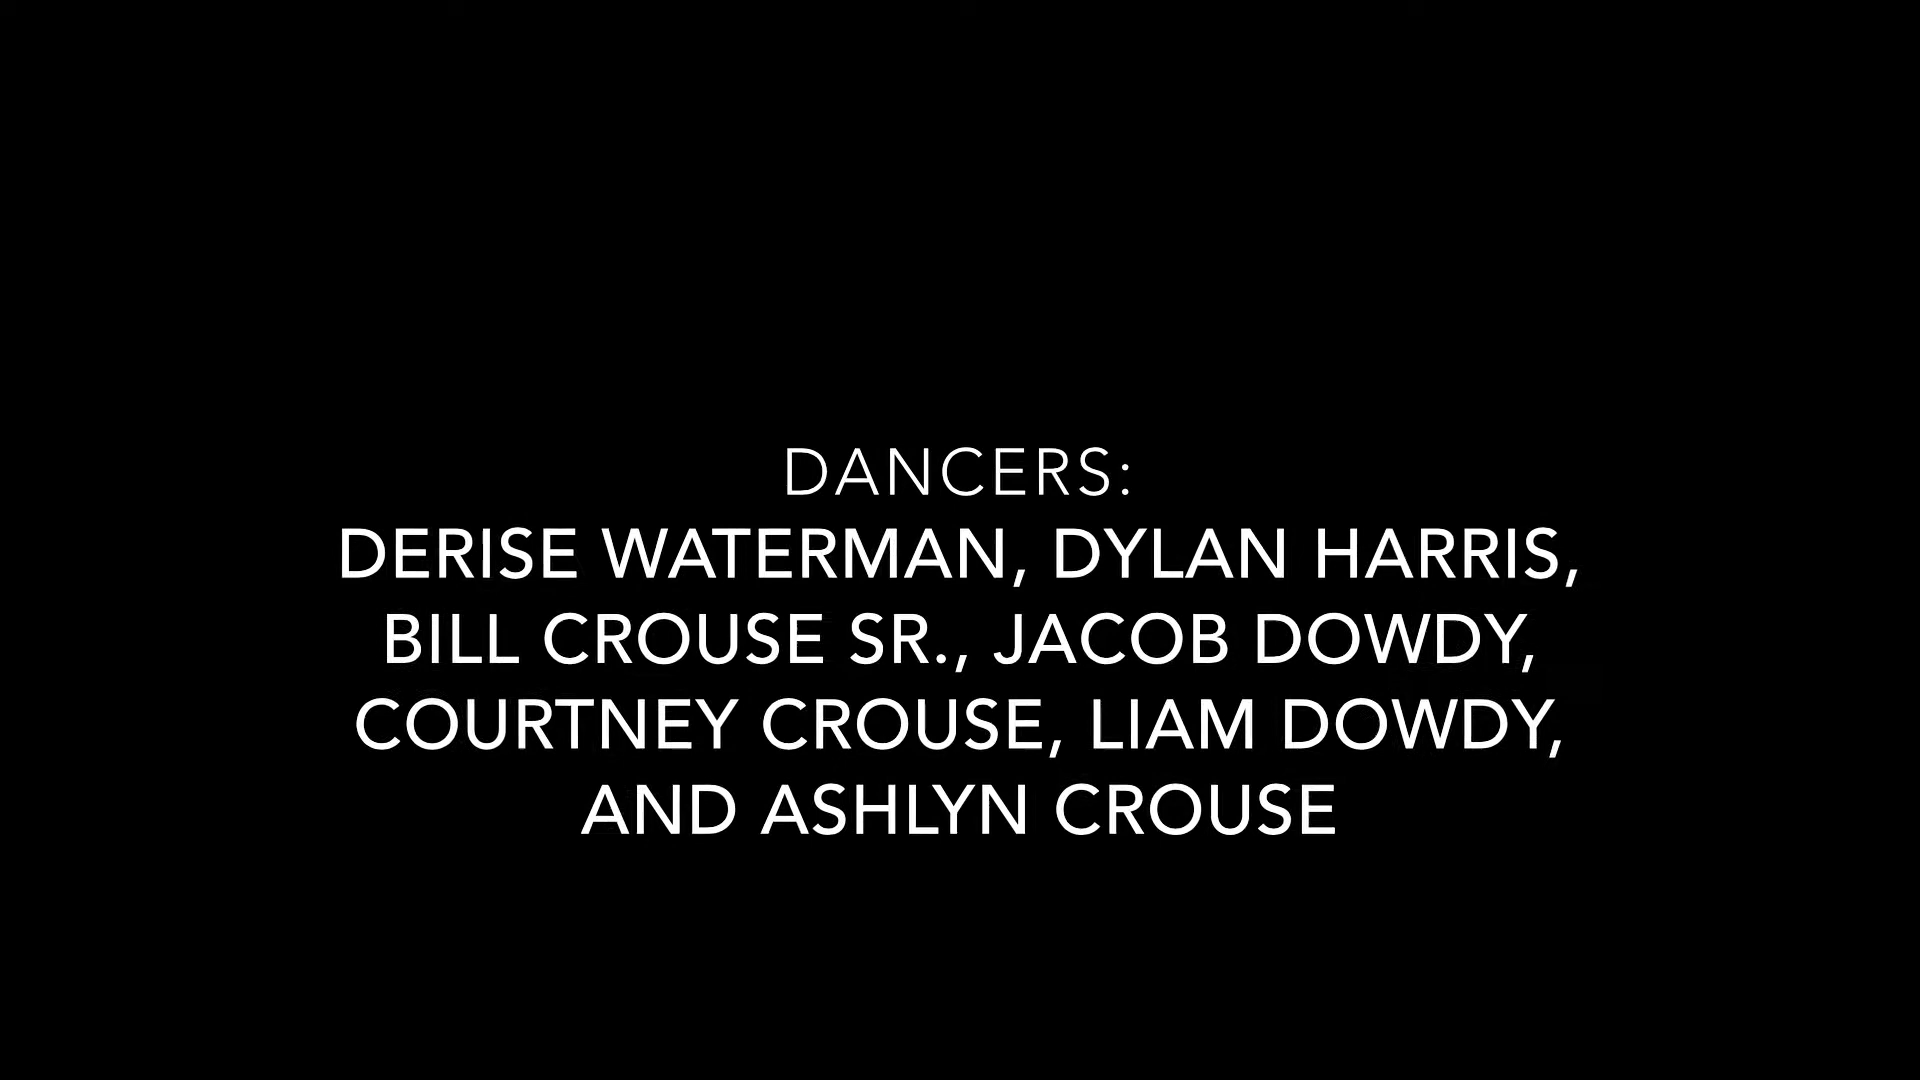 DANCERS:
DERISE WATERMAN, DYLAN HARRIS,
BILL CROUSE SR., JACOB DOWDY,
COURTNEY CROUSE, LIAM DOWDY,
AND ASHLYN CROUSE